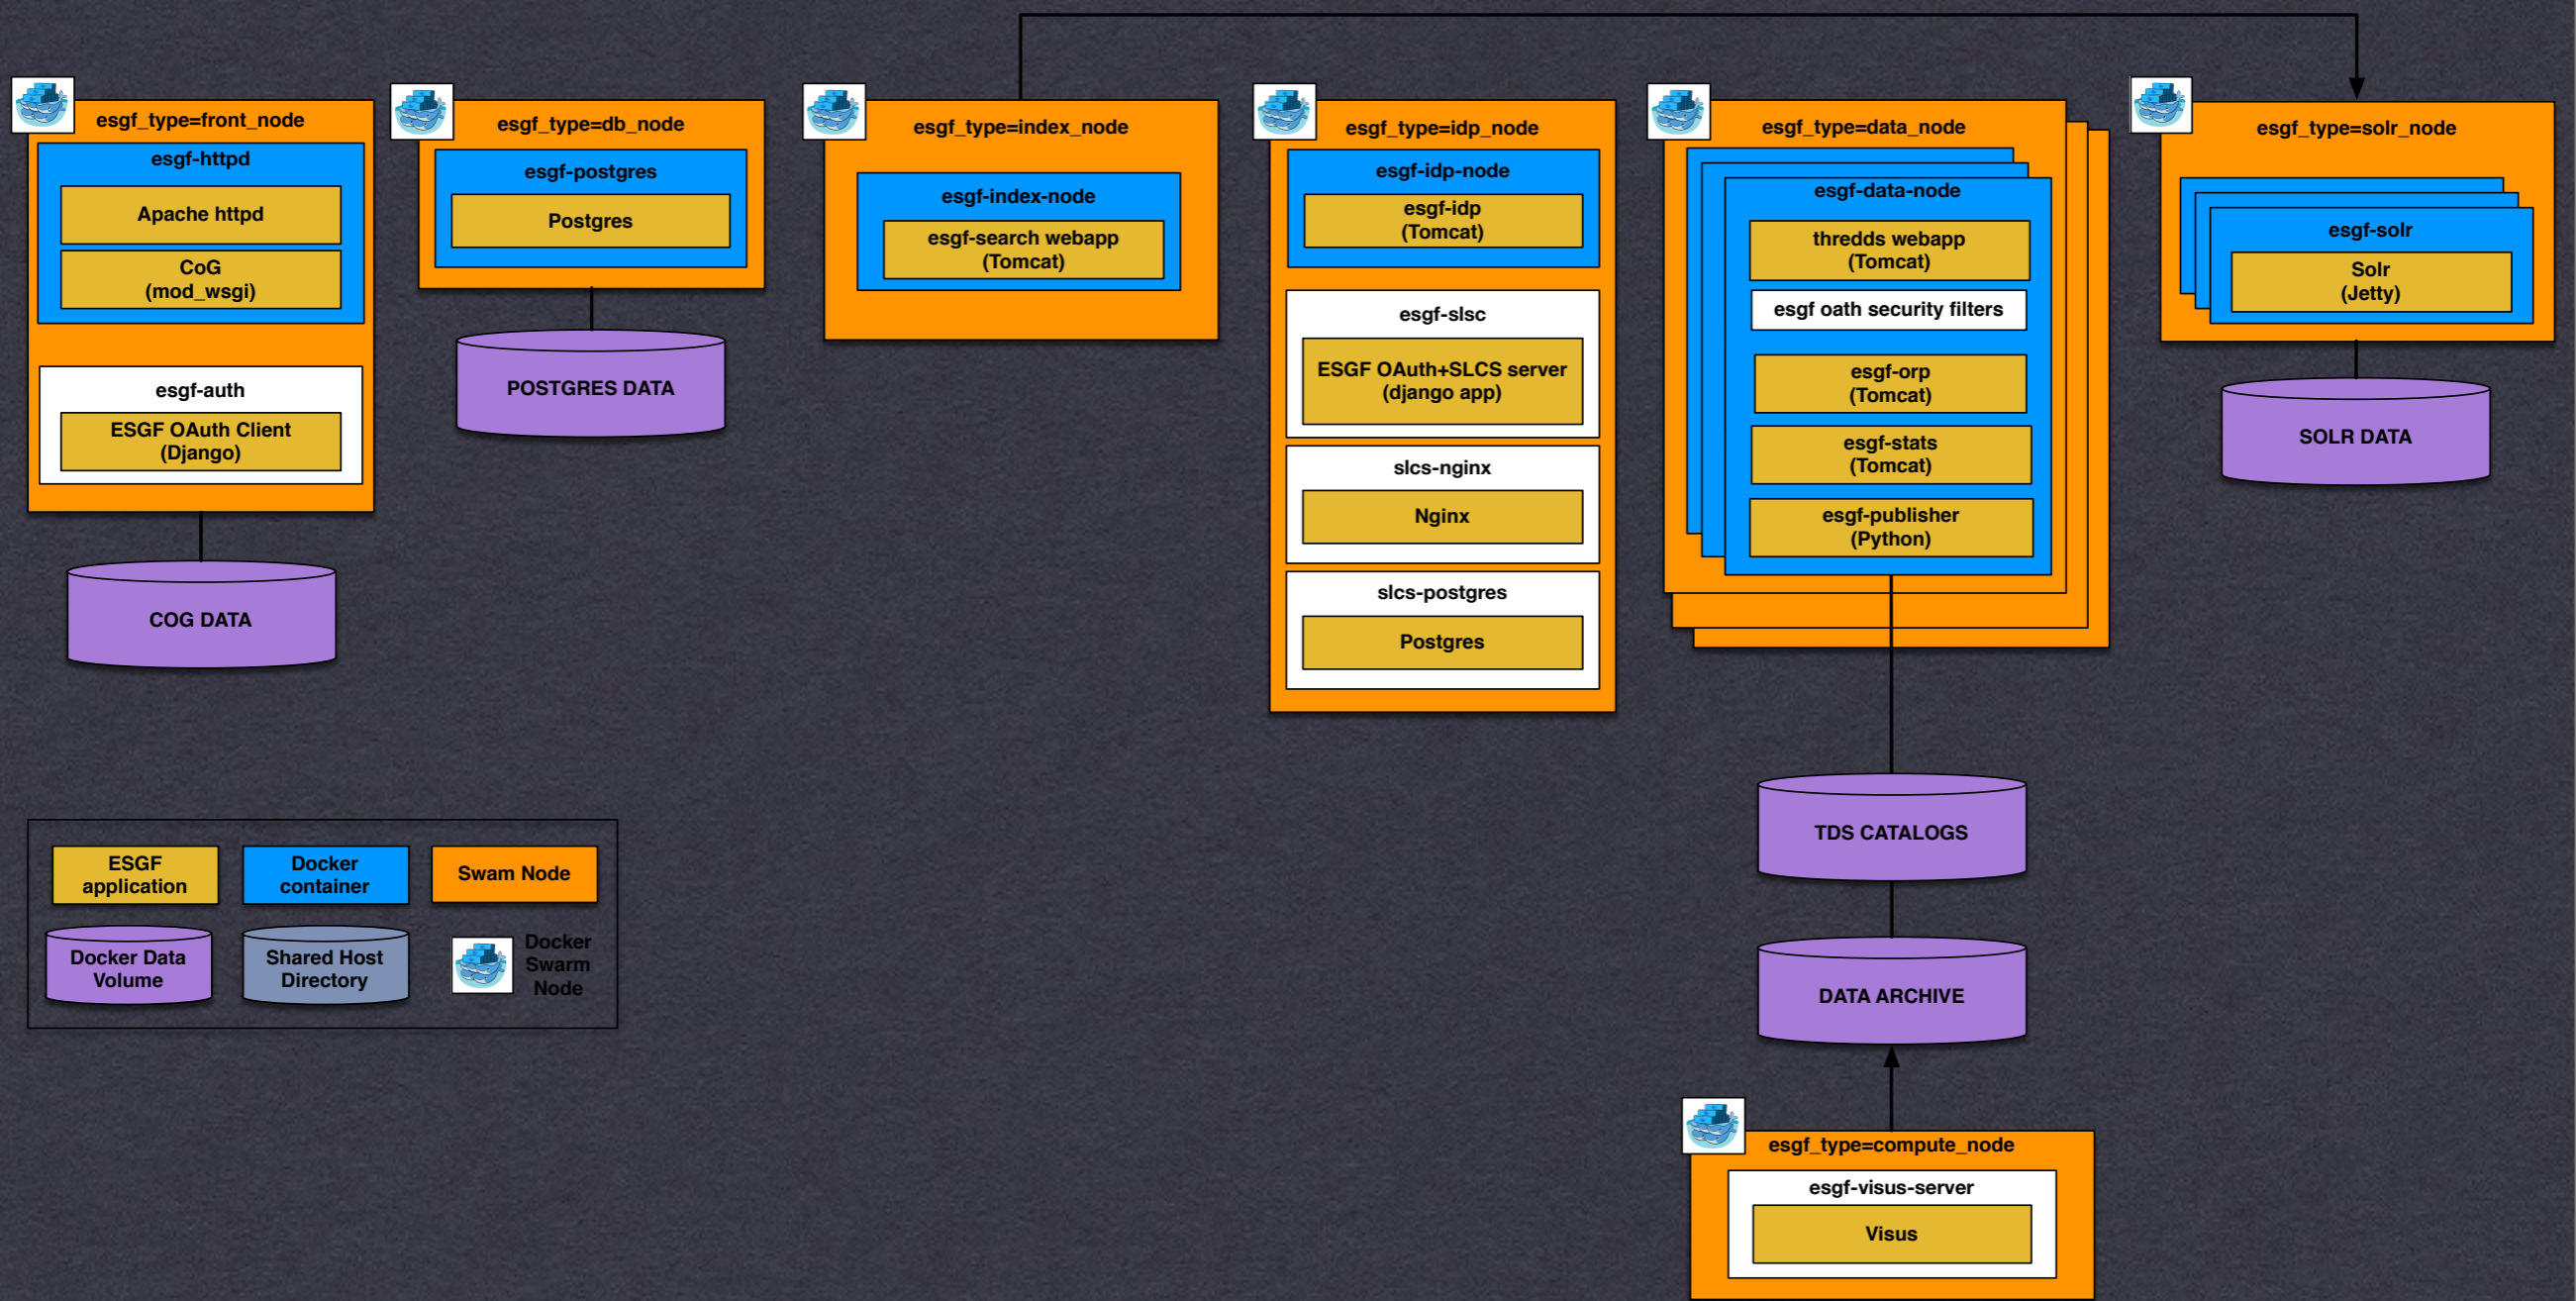 esgf_type=front_node
esgf-httpd
Apache httpd
CoG
(mod_wsgi)
esgf-auth
ESGF OAuth Client
(Django)
COG DATA
esgf_type=db_node
esgf-postgres
Postgres
POSTGRES DATA
esgf_type=index_node
esgf-index-node
esgf-search webapp
(Tomcat)
esgf_type=idp_node
esgf-idp-node
esgf-idp
(Tomcat)
esgf-slsc
ESGF OAuth+SLCS server
(django app)
slcs-nginx
Nginx
slcs-postgres
Postgres
esgf_type=data_node
esgf-data-node
thredds webapp
(Tomcat)
esgf oath security filters
esgf-orp
(Tomcat)
esgf-stats
(Tomcat)
esgf-publisher
(Python)
TDS CATALOGS
DATA ARCHIVE
esgf_type=compute_node
esgf-visus-server
Visus
esgf_type=solr_node
esgf-solr
Solr
(Jetty)
SOLR DATA
ESGF
application
Docker
container
Swam Node
Docker Data
Volume
Shared Host
Directory
Docker
Swarm
Node